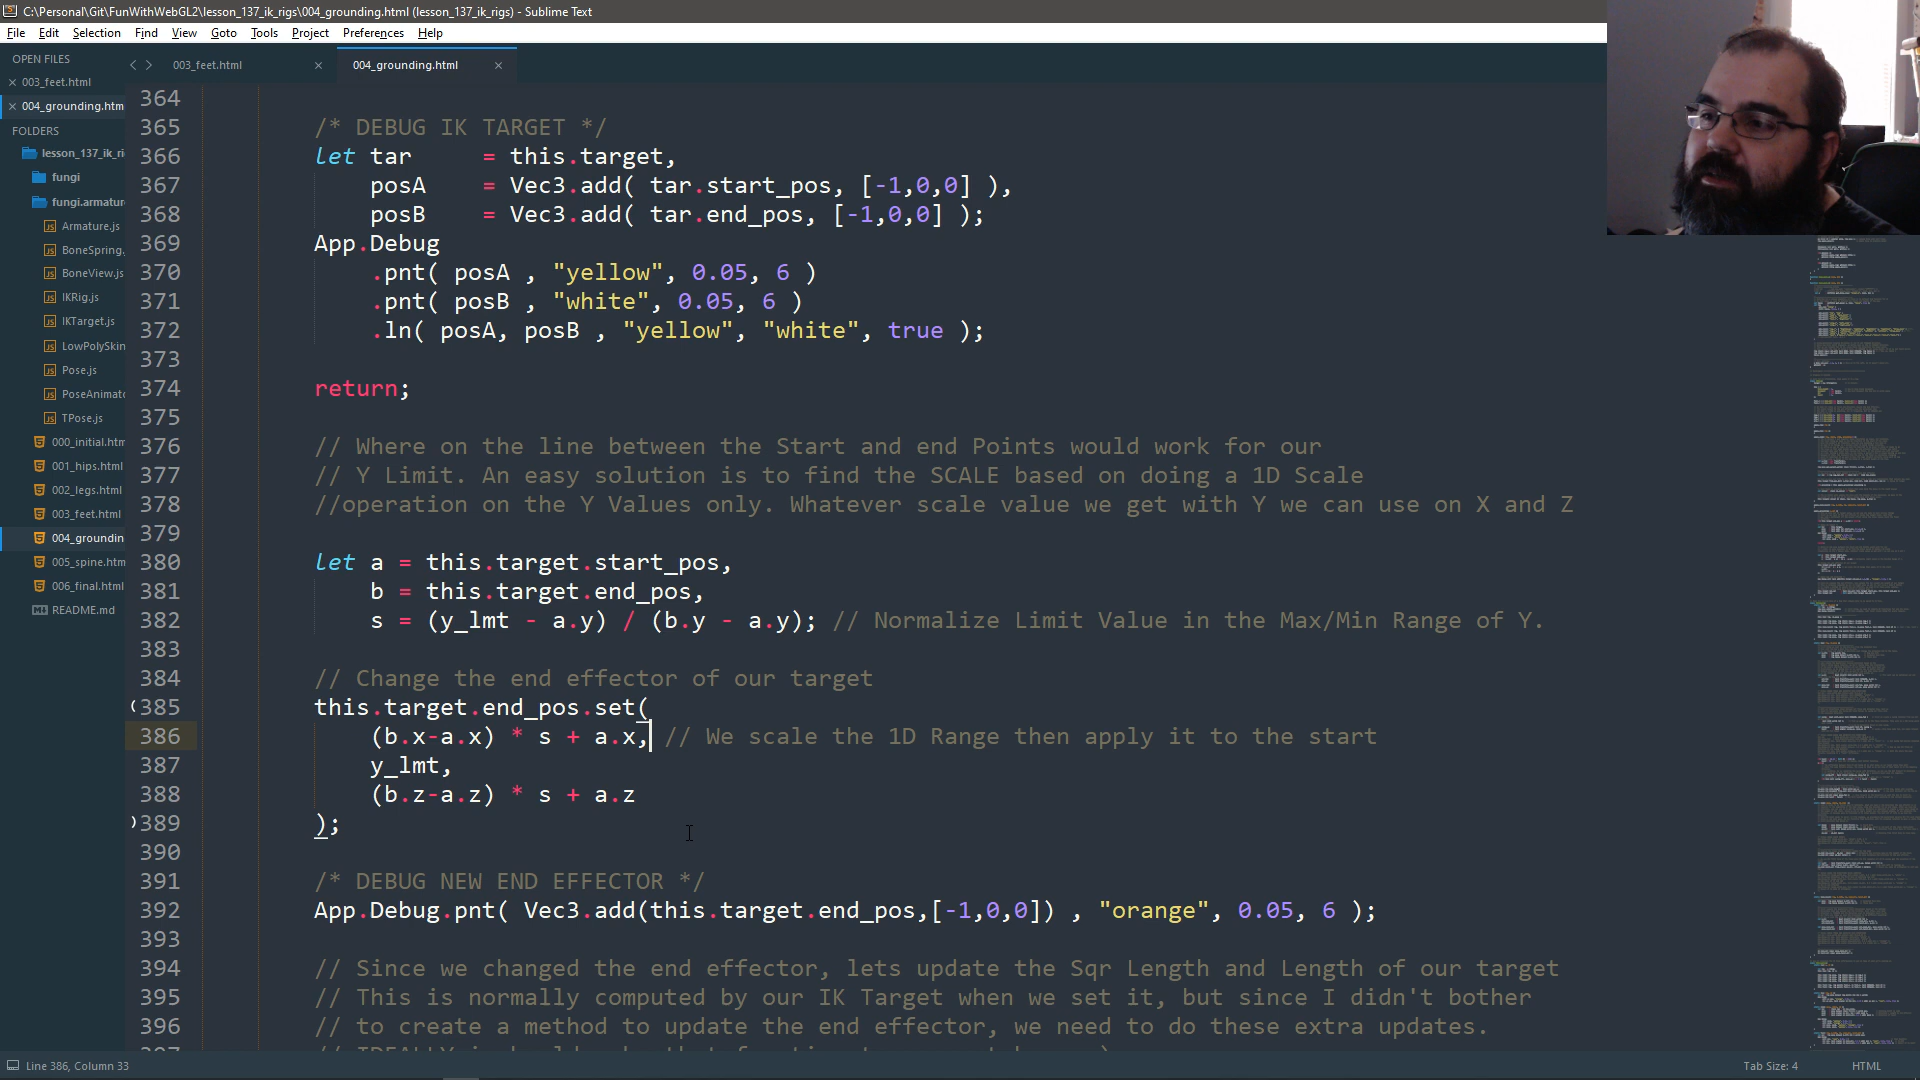 C:\Personal\Git\FunWithWebGL2\lesson_137_ik_rigs\004_grounding.html (lesson_137_ik_rigs) - Sublime Text
File Edit Selection Find View Goto Tools Project Preferences Help
OPEN FILES
003_feet.html
004_grounding.htm
FOLDERS
lesson_137_ik_ri
fungi
fungi.armatur
Armature.js
BoneSpring.
BoneView.js
IKRig.js
IKTarget.js
LowPolySkin
Pose.js
PoseAnimato
TPose.js
000_initial.htm
001_hips.html
002_legs.html
003_feet.html
004_groundin
005_spine.htm
006_final.html
README.md
003_feet.html
004_grounding.html
364
365 /* DEBUG IK TARGET */
366 let tar = this.target,
367 posA = Vec3.add( tar.start_pos, [-1,0,0] ),
368 posB = Vec3.add( tar.end_pos, [-1,0,0] );
369 App.Debug
370 .pnt( posA , "yellow", 0.05, 6 )
371 .pnt( posB , "white", 0.05, 6 )
372 .ln( posA, posB , "yellow", "white", true );
373
374 return;
375
376 // Where on the line between the Start and end Points would work for our
377 // Y Limit. An easy solution is to find the SCALE based on doing a 1D Scale
378 //operation on the Y Values only. Whatever scale value we get with Y we can use on X and Z
379
380 let a = this.target.start_pos,
381 b = this.target.end_pos,
382 s = (y_lmt - a.y) / (b.y - a.y); // Normalize Limit Value in the Max/Min Range of Y.
383
384 // Change the end effector of our target
385 this.target.end_pos.set(
386 (b.x-a.x) * s + a.x, // We scale the 1D Range then apply it to the start
387 y_lmt,
388 (b.z-a.z) * s + a.z
389 );
390
391 /* DEBUG NEW END EFFECTOR */
392 App.Debug.pnt( Vec3.add(this.target.end_pos,[-1,0,0]) , "orange", 0.05, 6 );
393
394 // Since we changed the end effector, lets update the Sqr Length and Length of our target
395 // This is normally computed by our IK Target when we set it, but since I didn't bother
396 // to create a method to update the end effector, we need to do these extra updates.
Line 386, Column 33
Tab Size: 4
HTML